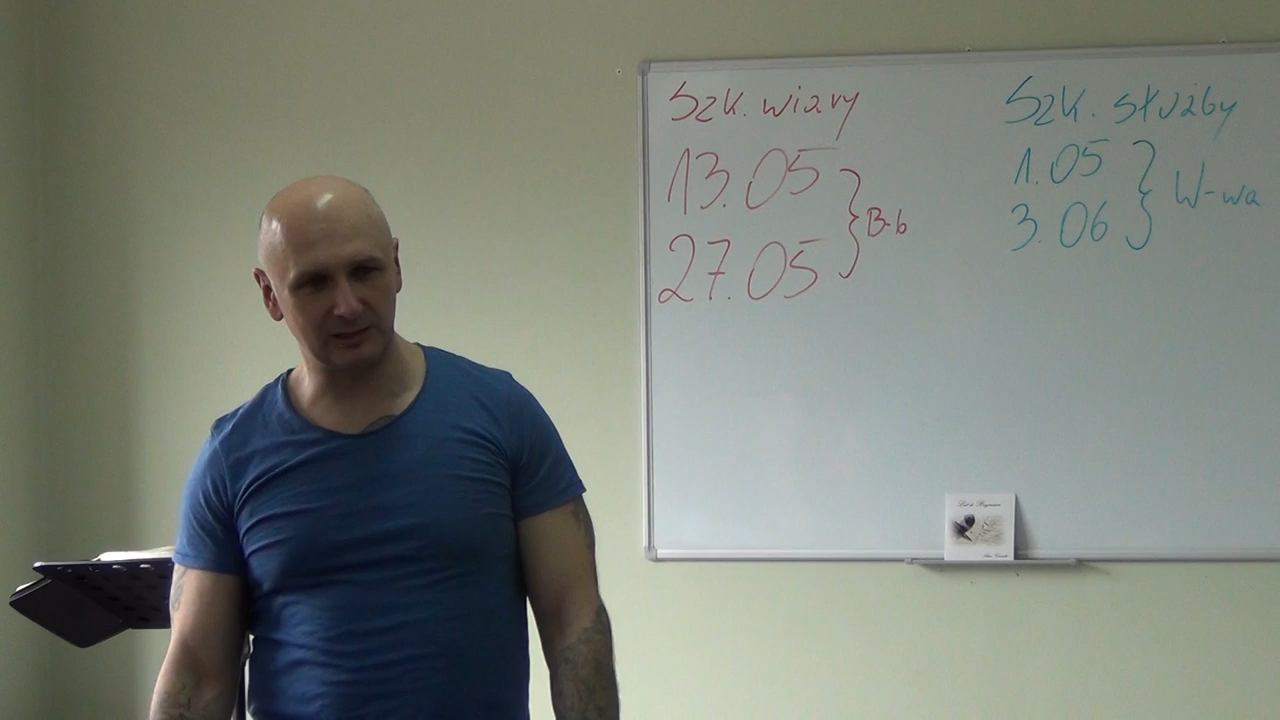 Szk. wiary
13.05
27.05
B-b
Szk. służby
1.05
3.06
W-wa